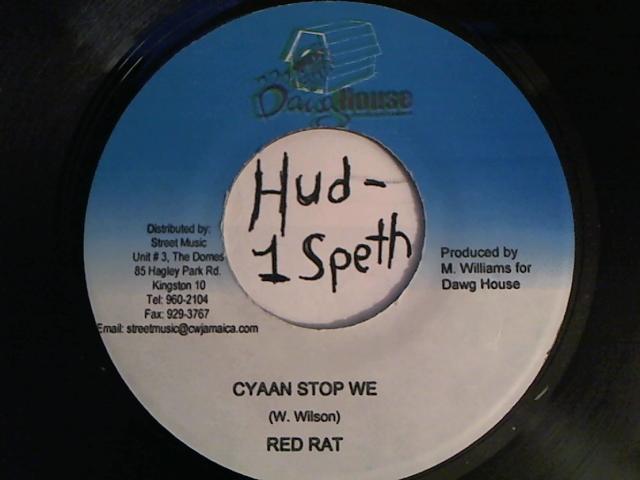 Dawg House
Hud-
1 Speth
Distributed by:
Street Music
Unit # 3, The Domes
85 Hagley Park Rd.
Kingston 10
Tel: 960-2104
Fax: 929-3767
Email: streetmusic@cwjamaica.com
Produced by
M. Williams for
Dawg House
CYAAN STOP WE
(W. Wilson)
RED RAT